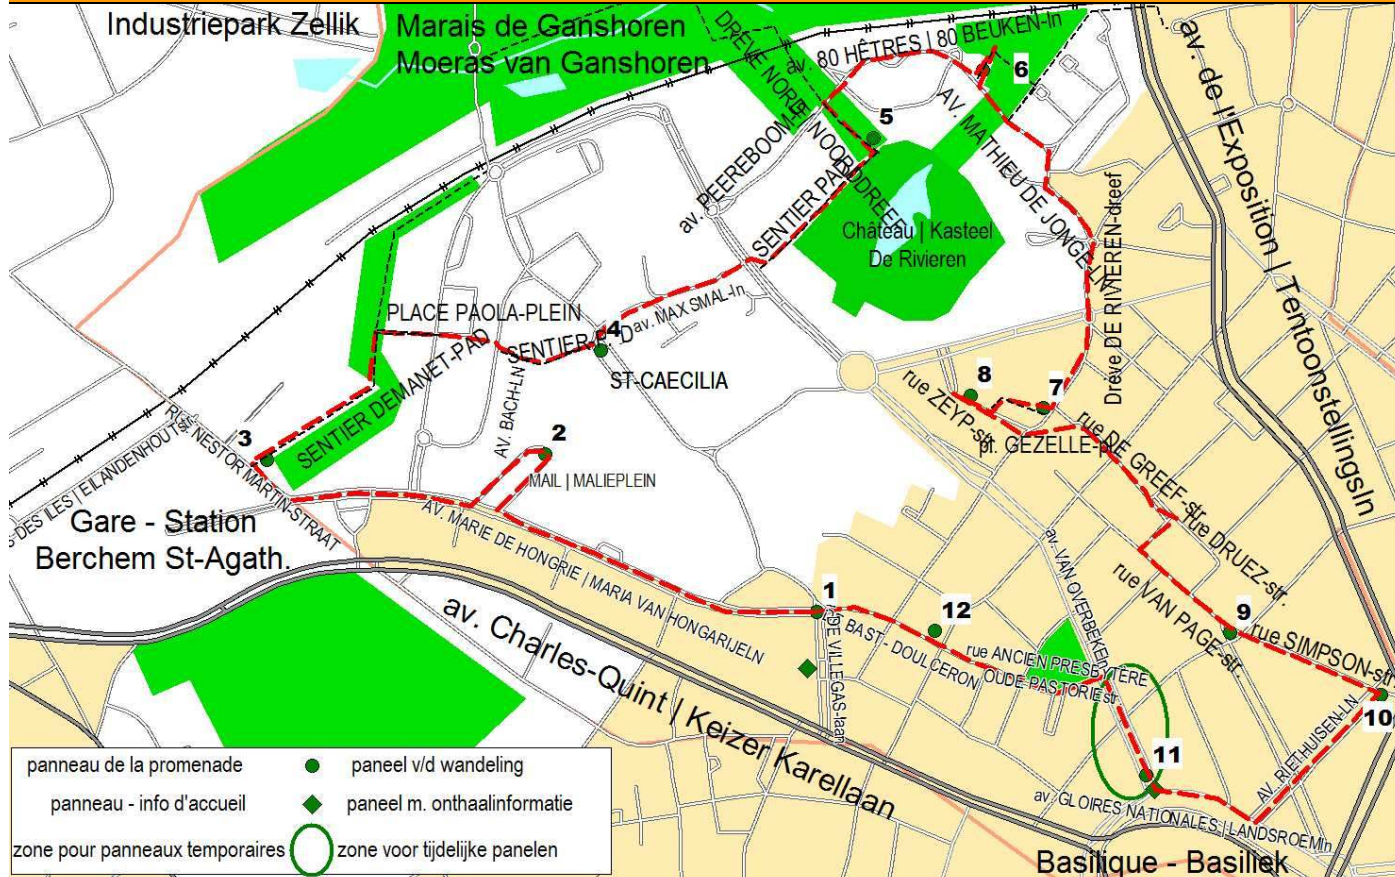 Industriepark Zellik
Marais de Ganshoren
Moeras van Ganshoren
DRÈVE NORD | NOORDDREEF
av. 80 HÊTRES | 80 BEUKEN-ln
6
av. de l'Exposition | Tentoonstellingsln
5
AV. MATHIEU DE JONGE-LN
av. PEEREBOOM-ln
SENTIER PAD
Château | Kasteel
De Rivieren
Drève DE RIVIEREN-dreef
PLACE PAOLA-PLEIN
4
av. MAX SMAL-ln
SENTIER P. D
ST-CAECILIA
SENTIER DEMANET-PAD
AV. BACH-LN
8
7
rue ZEYP-str.
pl. GEZELLE-pl.
rue DE GREEF-str.
rue DRUEZ-str.
3
2
MAIL | MALIEPLEIN
DES ILES | EILANDENHOUTstr.
RUE NESTOR MARTIN-STRAAT
Gare - Station
Berchem St-Agath.
AV. MARIE DE HONGRIE | MARIA VAN HONGARIJELN
av. VAN OVERBEKE-ln
rue VAN PAGE-str.
1
12
9
rue SIMPSON-str.
BAST - DOULCERON
rue ANCIEN PRESBYTÈRE
OUDE PASTORIEstr.
DE VILLEGAS-laan
av. Charles-Quint | Keizer Karellaan
10
11
AV. RIETHUISEN-LN
av. GLOIRES NATIONALES | LANDSROEMln
Basilique - Basiliek
panneau de la promenade paneel v/d wandeling
panneau - info d'accueil paneel m. onthaalinformatie
zone pour panneaux temporaires zone voor tijdelijke panelen